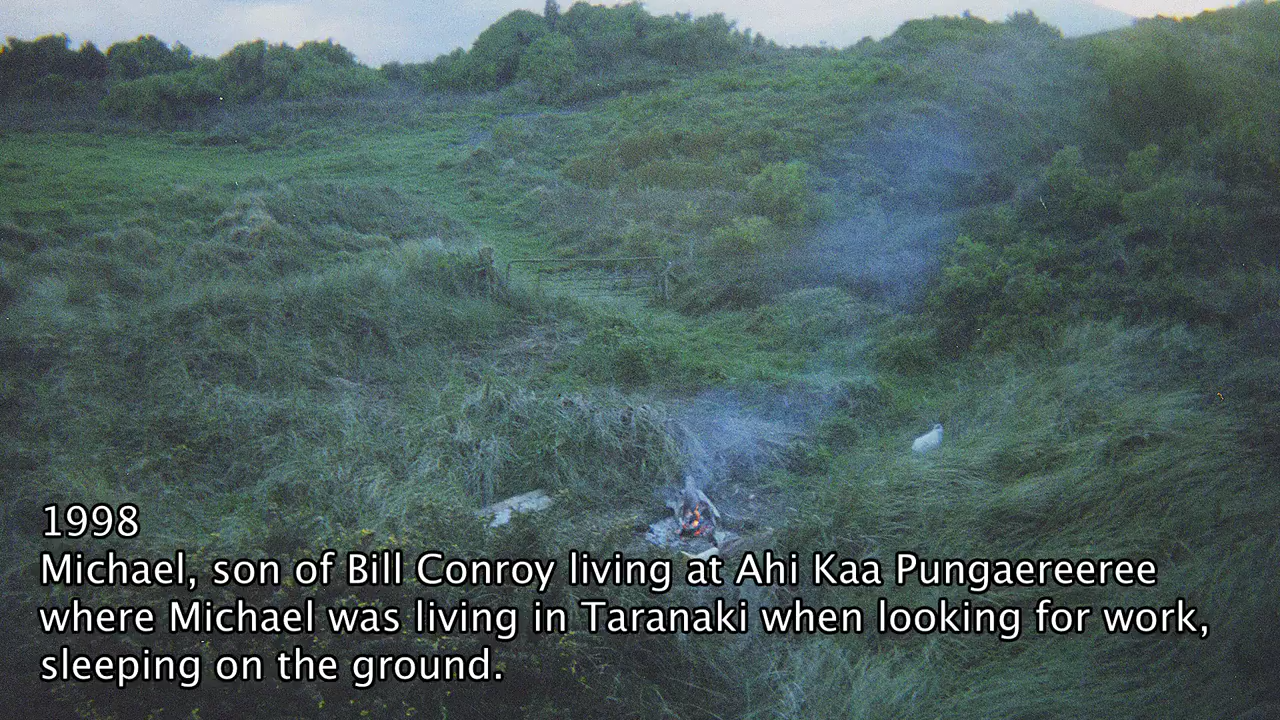 1998
Michael, son of Bill Conroy living at Ahi Kaa Pungaereeree
where Michael was living in Taranaki when looking for work,
sleeping on the ground.